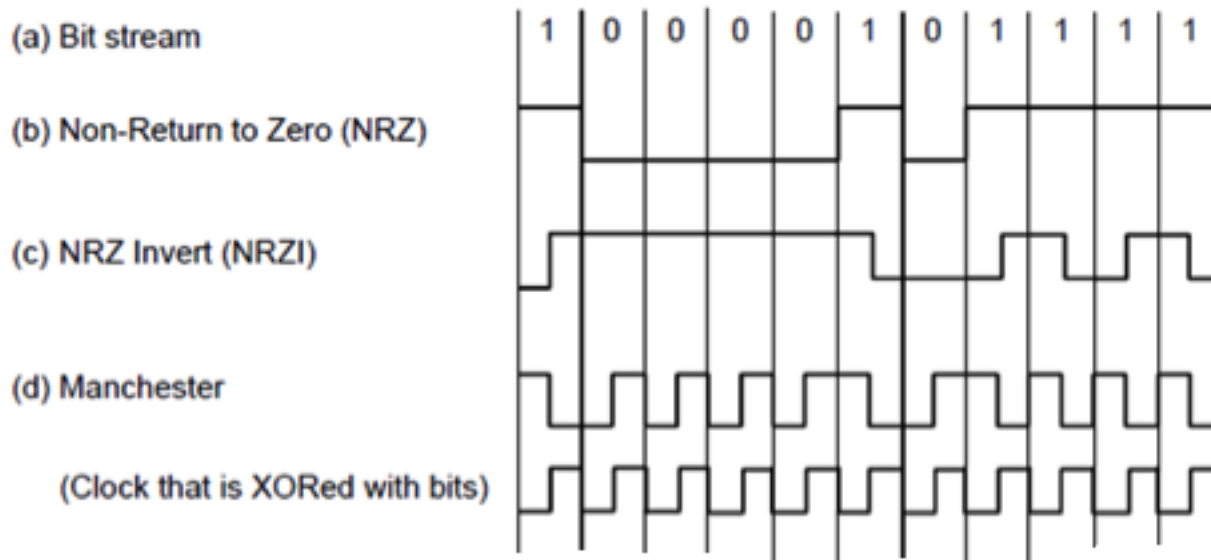 (a) Bit stream 1 0 0 0 0 1 0 1 1 1 1
(b) Non-Return to Zero (NRZ)
(c) NRZ Invert (NRZI)
(d) Manchester
(Clock that is XORed with bits)